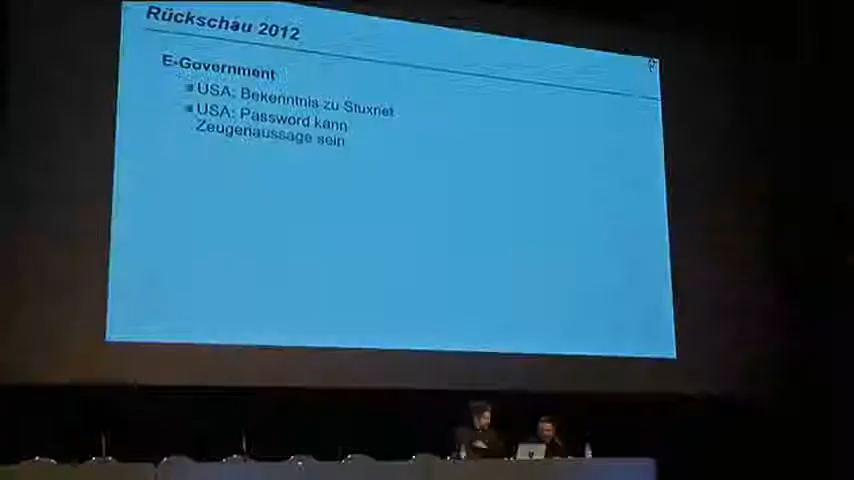 Rückschau 2012
E-Government
USA: Bekenntnis zu Stuxnet
USA: Password kann
Zeugenaussage sein